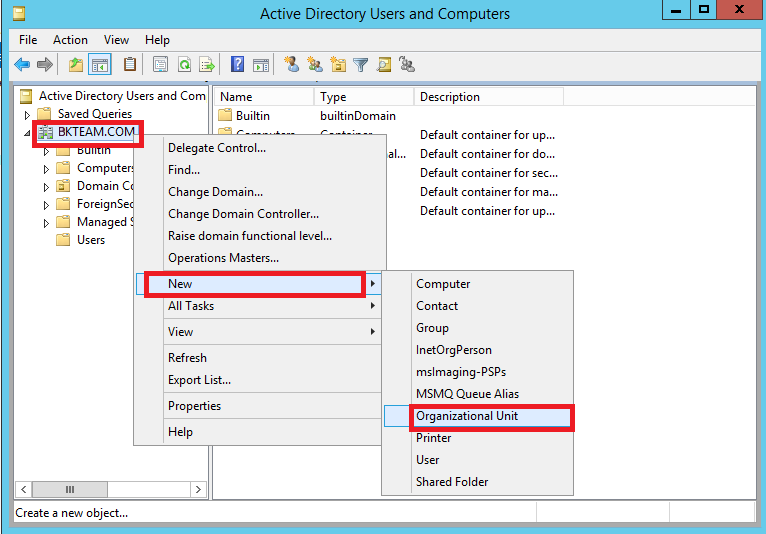 Active Directory Users and Computers
File Action View Help
Active Directory Users and Com
Saved Queries
BKTEAM.COM
Builtin
Computers
Domain Co
ForeignSec
Managed S
Users
Name Type Description
Builtin builtinDomain
Computers Container Default container for up...
al... Default container for do...
Default container for sec...
Default container for ma...
Default container for up...
Delegate Control...
Find...
Change Domain...
Change Domain Controller...
Raise domain functional level...
Operations Masters...
New
All Tasks
View
Refresh
Export List...
Properties
Help
Computer
Contact
Group
InetOrgPerson
msImaging-PSPs
MSMQ Queue Alias
Organizational Unit
Printer
User
Shared Folder
Create a new object...